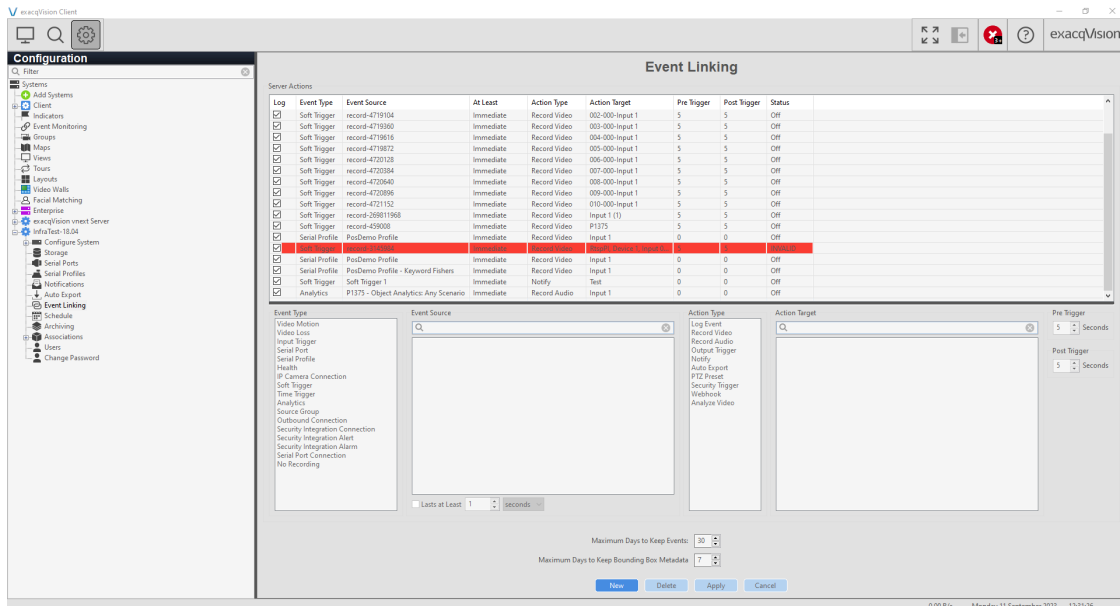 exacqVision Client
exacqVision
Configuration
Filter
Systems
Add Systems
Client
Indicators
Event Monitoring
Groups
Maps
Views
Tours
Layouts
Video Walls
Facial Matching
Enterprise
exacqVision vnext Server
InfraTest-18.04
Configure System
Storage
Serial Ports
Serial Profiles
Notifications
Auto Export
Event Linking
Schedule
Archiving
Associations
Users
Change Password
Event Linking
Server Actions
Log Event Type Event Source At Least Action Type Action Target Pre Trigger Post Trigger Status
Soft Trigger record-4719104 Immediate Record Video 002-000-Input 1 5 5 Off
Soft Trigger record-4719360 Immediate Record Video 003-000-Input 1 5 5 Off
Soft Trigger record-4719616 Immediate Record Video 004-000-Input 1 5 5 Off
Soft Trigger record-4719872 Immediate Record Video 005-000-Input 1 5 5 Off
Soft Trigger record-4720128 Immediate Record Video 006-000-Input 1 5 5 Off
Soft Trigger record-4720384 Immediate Record Video 007-000-Input 1 5 5 Off
Soft Trigger record-4720640 Immediate Record Video 008-000-Input 1 5 5 Off
Soft Trigger record-4720896 Immediate Record Video 009-000-Input 1 5 5 Off
Soft Trigger record-4721152 Immediate Record Video 010-000-Input 1 5 5 Off
Soft Trigger record-269811968 Immediate Record Video Input 1 (1) 5 5 Off
Soft Trigger record-459008 Immediate Record Video P1375 5 5 Off
Serial Profile PosDemo Profile Immediate Record Video Input 1 0 0 Off
Soft Trigger Immediate Record Video 5 5 INVALID
Serial Profile PosDemo Profile Immediate Record Video Input 1 0 0 Off
Serial Profile PosDemo Profile - Keyword Fishers Immediate Record Video Input 1 0 0 Off
Soft Trigger Soft Trigger 1 Immediate Notify Test 0 0 Off
Analytics P1375 - Object Analytics: Any Scenario Immediate Record Audio Input 1 0 0 Off
Event Type Event Source Action Type Action Target Pre Trigger
5 Seconds
Post Trigger
5 Seconds
Video Motion
Video Loss
Input Trigger
Serial Port
Serial Profile
Health
IP Camera Connection
Soft Trigger
Time Trigger
Analytics
Source Group
Outbound Connection
Security Integration Connection
Security Integration Alert
Security Integration Alarm
Serial Port Connection
No Recording
Log Event
Record Video
Record Audio
Output Trigger
Notify
Auto Export
PTZ Preset
Security Trigger
Webhook
Analyze Video
Lasts at Least 1 seconds
Maximum Days to Keep Events: 30
Maximum Days to Keep Bounding Box Metadata 7
New Delete Apply Cancel
0.00 B/s Monday 11 September 2023 12:31:26